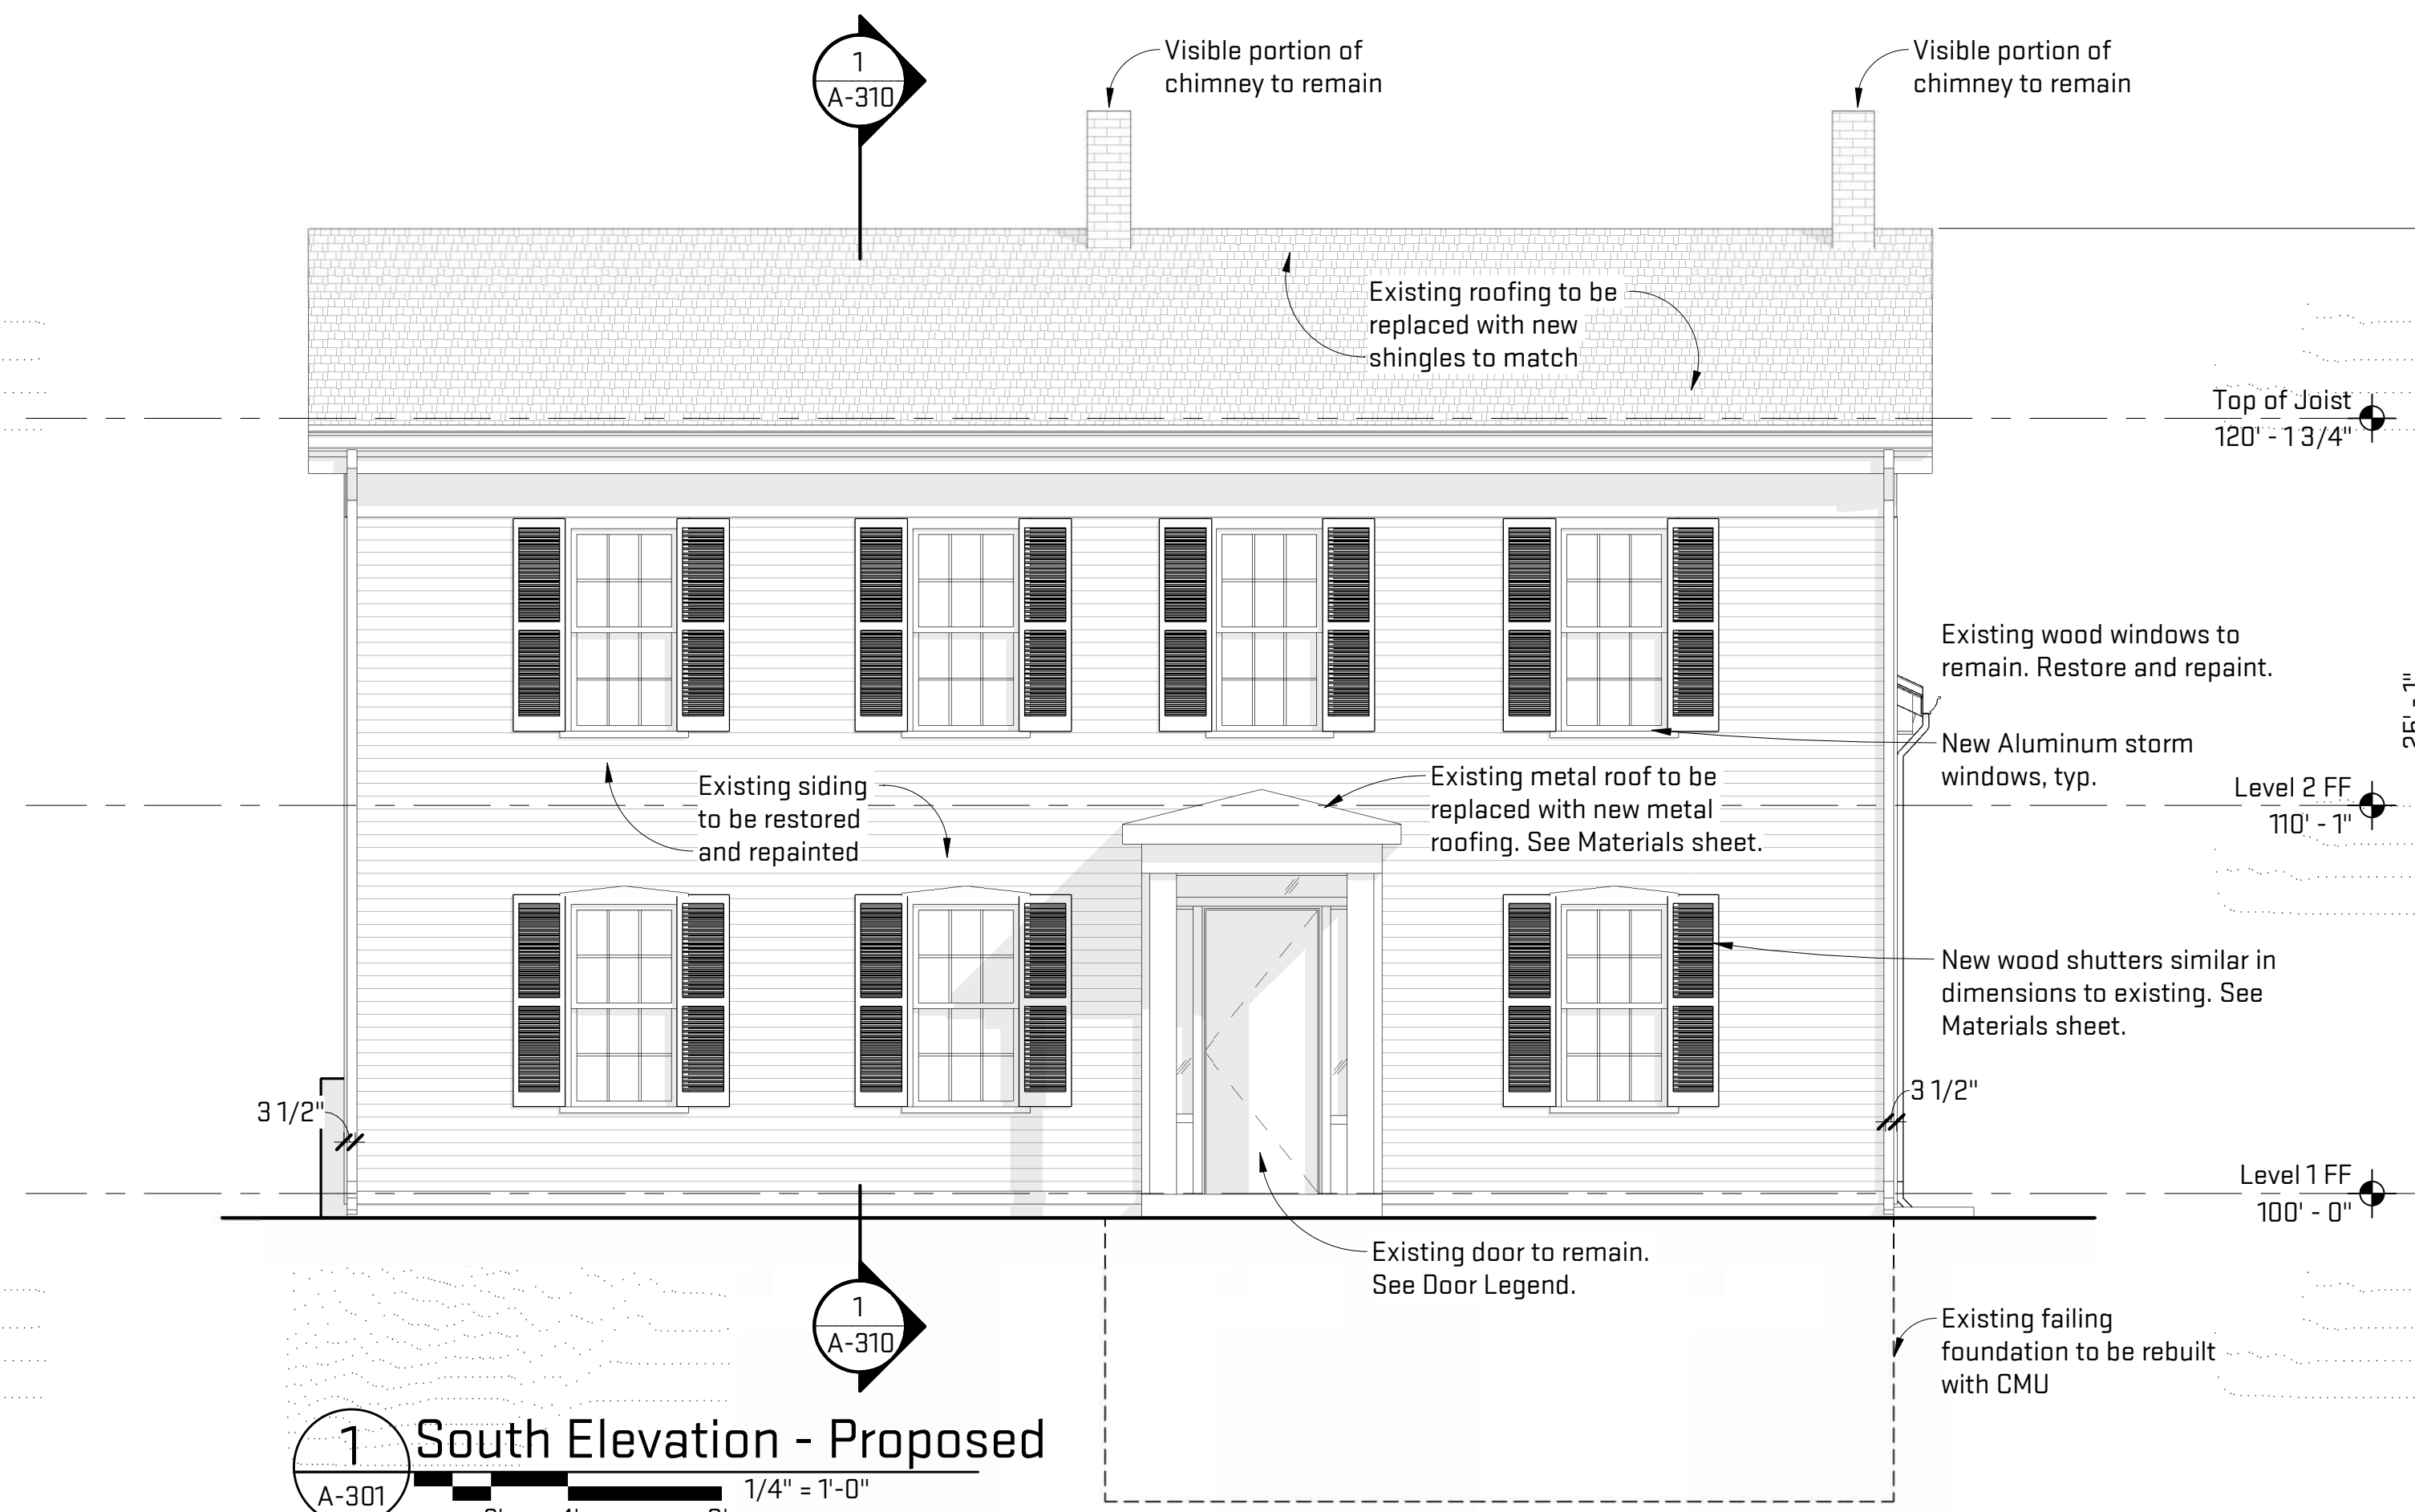 1
A-310
Visible portion of
chimney to remain
Visible portion of
chimney to remain
Existing roofing to be
replaced with new
shingles to match
Top of Joist
120' - 1 3/4"
Existing wood windows to
remain. Restore and repaint.
New Aluminum storm
windows, typ.
Existing siding
to be restored
and repainted
Existing metal roof to be
replaced with new metal
roofing. See Materials sheet.
Level 2 FF
110' - 1"
New wood shutters similar in
dimensions to existing. See
Materials sheet.
3 1/2"
3 1/2"
Level 1 FF
100' - 0"
Existing door to remain.
See Door Legend.
1
A-310
Existing failing
foundation to be rebuilt
with CMU
1
A-301
South Elevation - Proposed
1/4" = 1'-0"